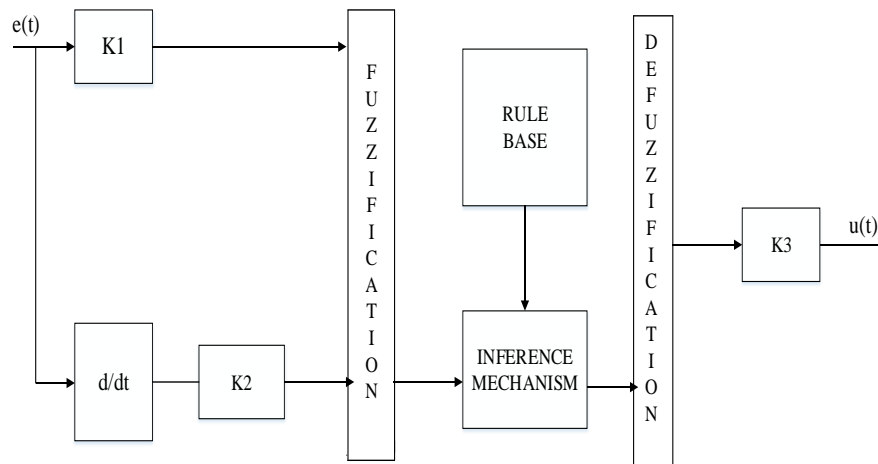 e(t)
K1
d/dt
K2
FUZZIFICATION
RULE
BASE
INFERENCE
MECHANISM
DEFUZZIFICATION
K3
u(t)